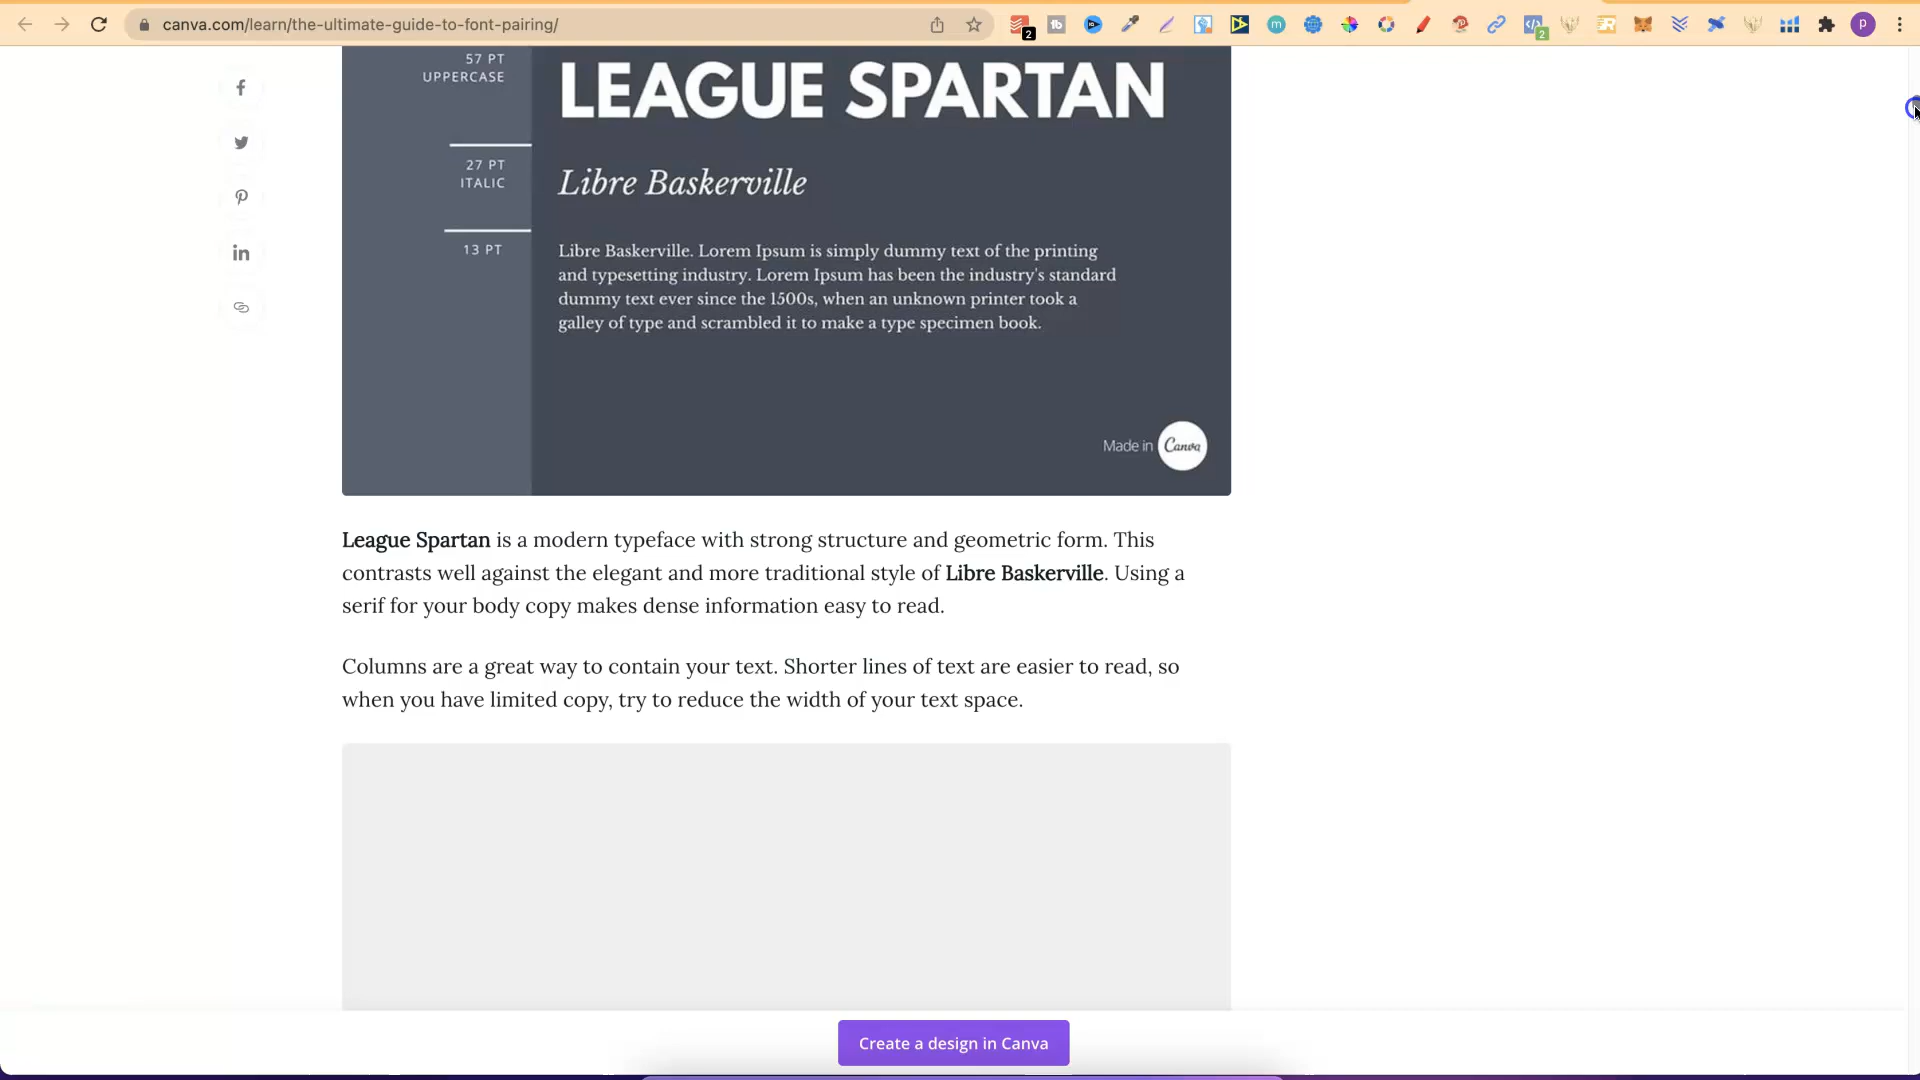 canva.com/learn/the-ultimate-guide-to-font-pairing/
2
2
m
P
57 PT
UPPERCASE
LEAGUE SPARTAN
27 PT
ITALIC
Libre Baskerville
13 PT
Libre Baskerville. Lorem Ipsum is simply dummy text of the printing
and typesetting industry. Lorem Ipsum has been the industry's standard
dummy text ever since the 1500s, when an unknown printer took a
galley of type and scrambled it to make a type specimen book.
Made in Canva
League Spartan is a modern typeface with strong structure and geometric form. This
contrasts well against the elegant and more traditional style of Libre Baskerville. Using a
serif for your body copy makes dense information easy to read.
Columns are a great way to contain your text. Shorter lines of text are easier to read, so
when you have limited copy, try to reduce the width of your text space.
Create a design in Canva